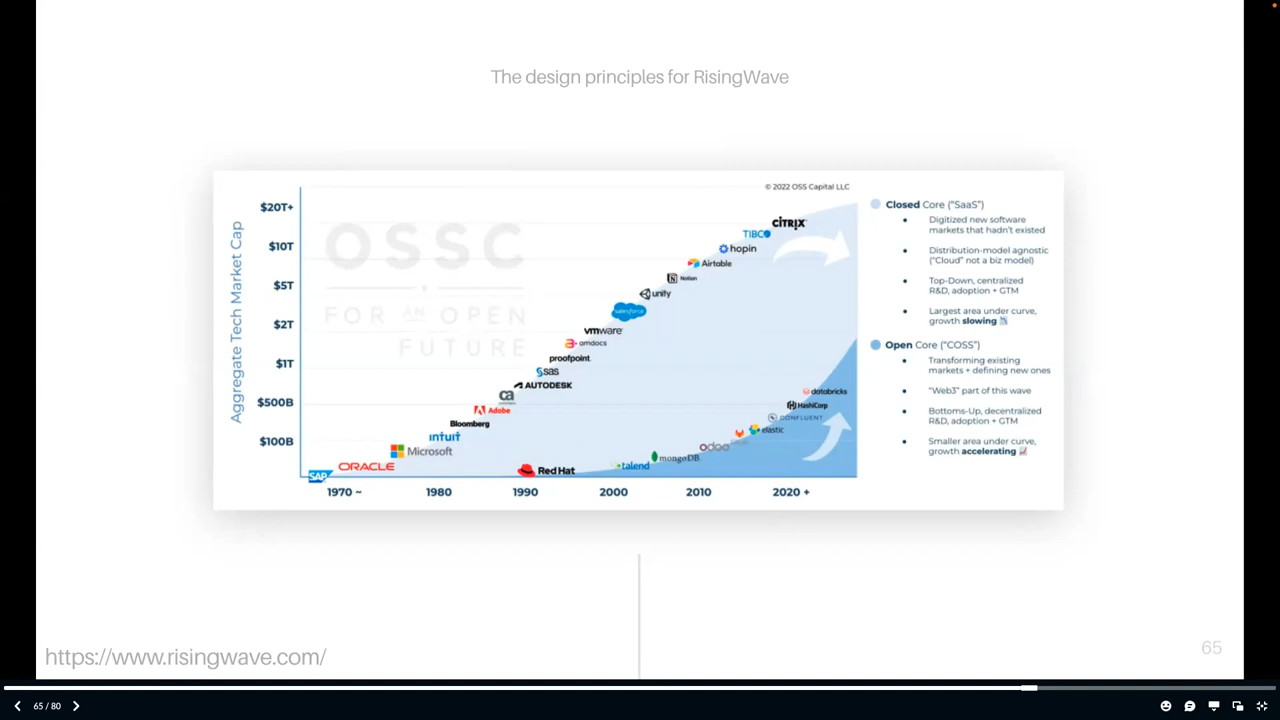 The design principles for RisingWave
© 2022 OSS Capital LLC
Aggregate Tech Market Cap
$20T+
$10T
$5T
$2T
$1T
$500B
$100B
OSSC
FOR AN OPEN
FUTURE
CITRIX
TIBCO
hopin
Airtable
Notion
unity
salesforce
vmware
amdocs
proofpoint.
sas
AUTODESK
ca
Adobe
Bloomberg
intuit
Microsoft
ORACLE
SAP
databricks
HashiCorp
CONFLUENT
elastic
odoo
mongoDB.
talend
Red Hat
1970 ~
1980
1990
2000
2010
2020 +
Closed Core (“SaaS”)
• Digitized new software
markets that hadn’t existed
• Distribution-model agnostic
(“Cloud” not a biz model)
• Top-Down, centralized
R&D, adoption + GTM
• Largest area under curve,
growth slowing
Open Core (“COSS”)
• Transforming existing
markets + defining new ones
• “Web3” part of this wave
• Bottoms-Up, decentralized
R&D, adoption + GTM
• Smaller area under curve,
growth accelerating
https://www.risingwave.com/
65
65 / 80